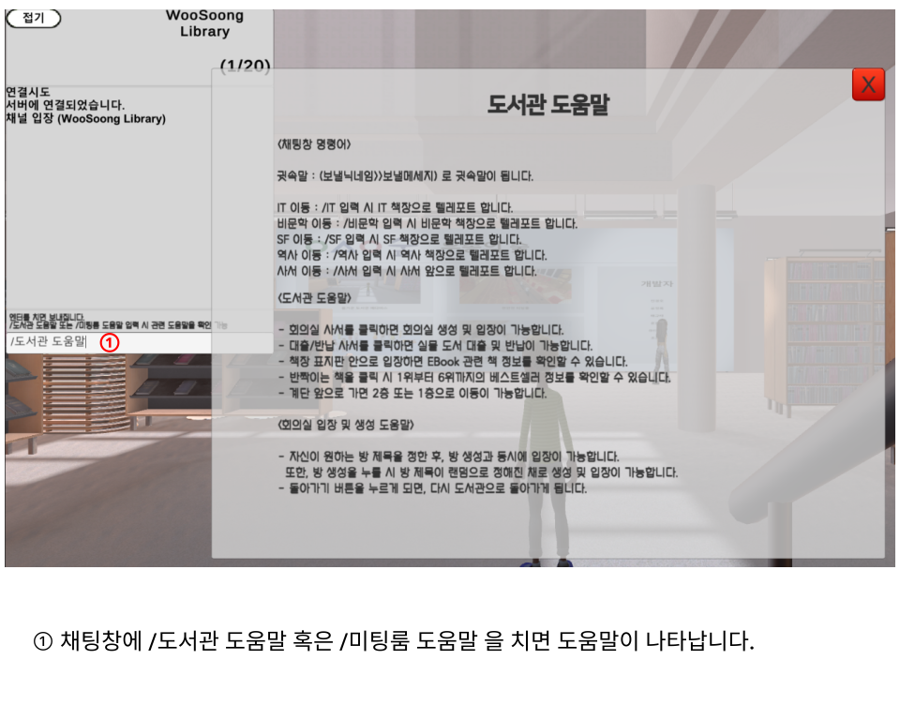 접기
WooSoong
Library
(1/20)
연결시도
서버에 연결되었습니다.
채널 입장 (WooSoong Library)
엔터를 치면 보내집니다.
/도서관 도움말 또는 /미팅룸 도움말 입력 시 관련 도움말을 확인 가능
/도서관 도움말
①
X
도서관 도움말
<채팅창 명령어>
귓속말 : (보낼닉네임>>보낼메세지) 로 귓속말이 됩니다.
IT 이동 : /IT 입력 시 IT 책장으로 텔레포트 합니다.
비문학 이동 : /비문학 입력 시 비문학 책장으로 텔레포트 합니다.
SF 이동 : /SF 입력 시 SF 책장으로 텔레포트 합니다.
역사 이동 : /역사 입력 시 역사 책장으로 텔레포트 합니다.
사서 이동 : /사서 입력 시 사서 앞으로 텔레포트 합니다.
<도서관 도움말>
- 회의실 사서를 클릭하면 회의실 생성 및 입장이 가능합니다.
- 대출/반납 사서를 클릭하면 실물 도서 대출 및 반납이 가능합니다.
- 책장 표지판 안으로 입장하면 EBook 관련 책 정보를 확인할 수 있습니다.
- 반짝이는 책을 클릭 시 1위부터 6위까지의 베스트셀러 정보를 확인할 수 있습니다.
- 계단 앞으로 가면 2층 또는 1층으로 이동이 가능합니다.
<회의실 입장 및 생성 도움말>
- 자신이 원하는 방 제목을 정한 후, 방 생성과 동시에 입장이 가능합니다.
또한, 방 생성을 누를 시 방 제목이 랜덤으로 정해진 채로 생성 및 입장이 가능합니다.
- 돌아가기 버튼을 누르게 되면, 다시 도서관으로 돌아가게 됩니다.
① 채팅창에 /도서관 도움말 혹은 /미팅룸 도움말 을 치면 도움말이 나타납니다.